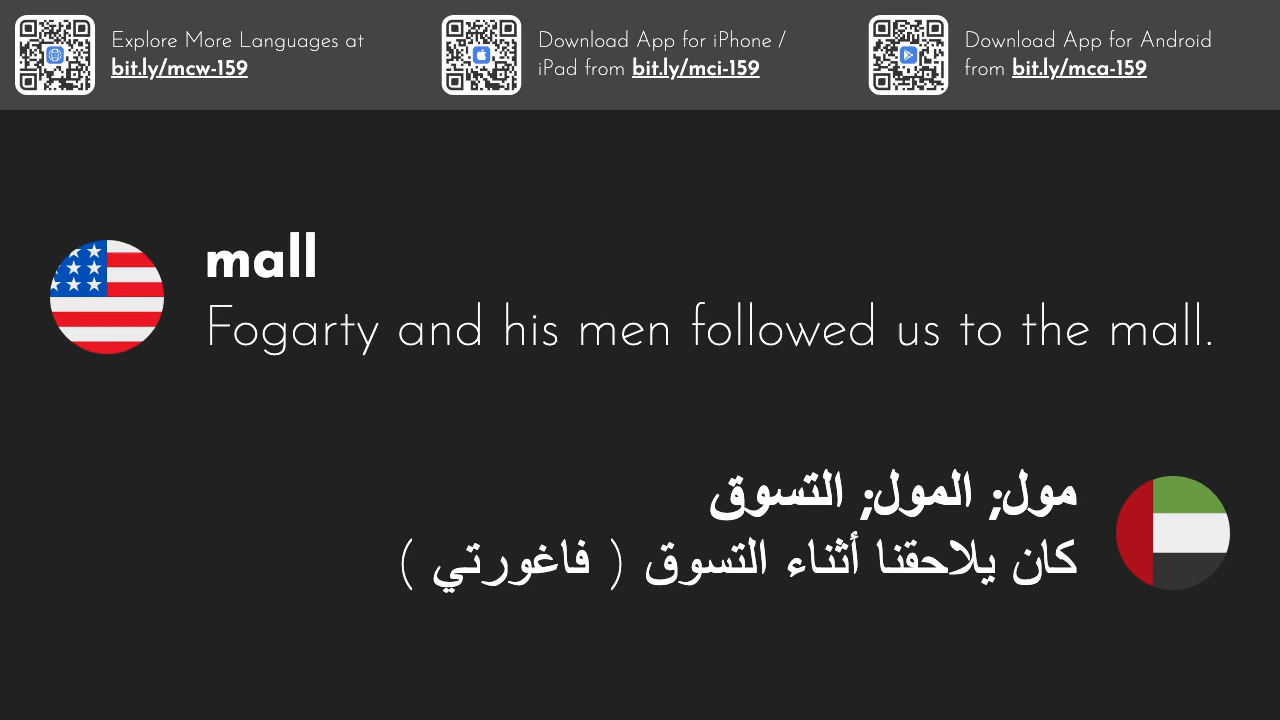 Explore More Languages at
bit.ly/mcw-159
Download App for iPhone /
iPad from bit.ly/mci-159
Download App for Android
from bit.ly/mca-159
mall
Fogarty and his men followed us to the mall.
مول; المول; التسوق
كان يلاحقنا أثناء التسوق ( فاغورتي )